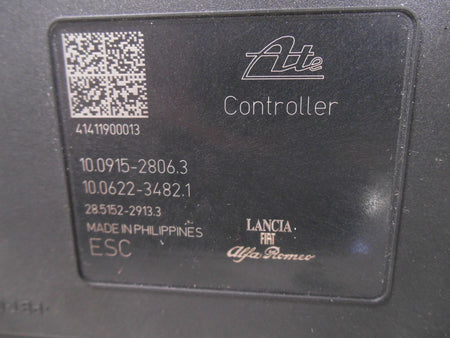 Ate
Controller
41411900013
10.0915-2806.3
10.0622-3482.1
28.5152-2913.3
MADE IN PHILIPPINES
ESC
LANCIA
FIAT
Alfa Romeo